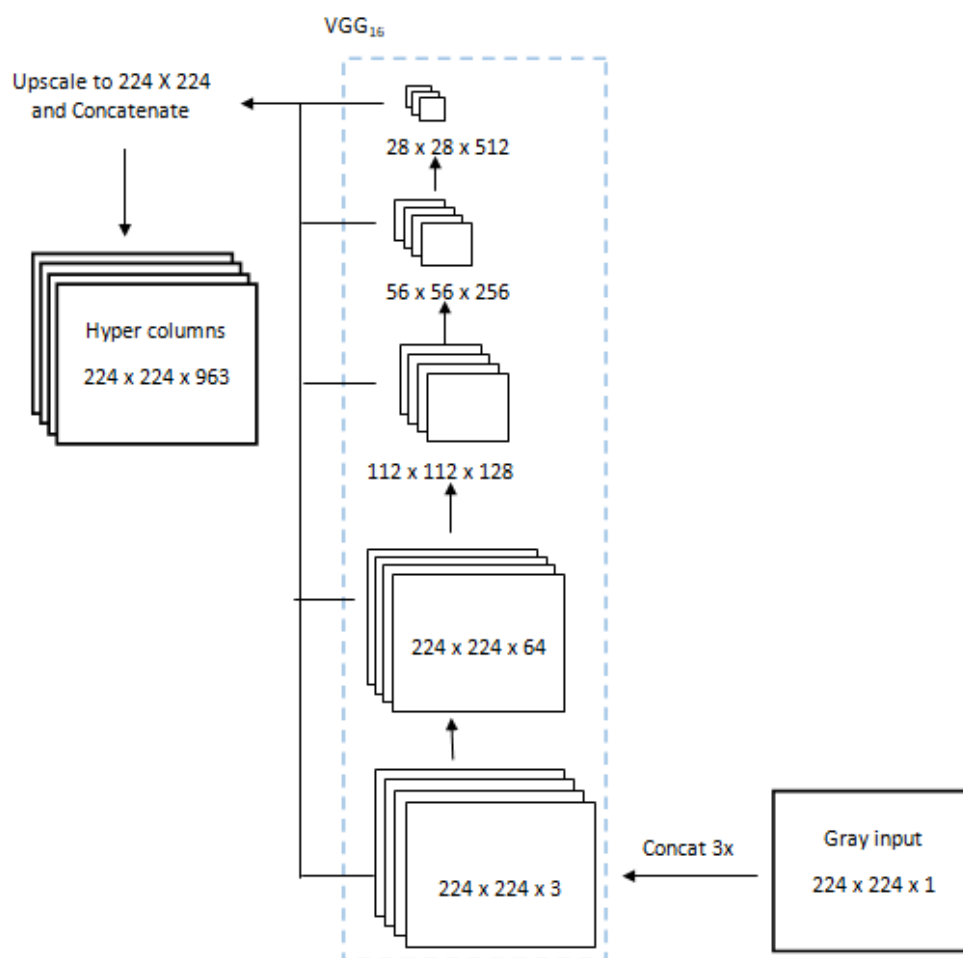 VGG₁₆
Upscale to 224 X 224
and Concatenate
28 x 28 x 512
56 x 56 x 256
Hyper columns
224 x 224 x 963
112 x 112 x 128
224 x 224 x 64
Concat 3x
Gray input
224 x 224 x 3
224 x 224 x 1